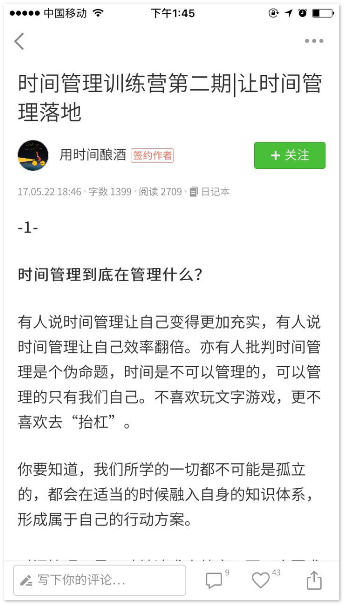 中国移动 下午1:45
时间管理训练营第二期|让时间管
理落地
用时间酿酒 签约作者 + 关注
17.05.22 18:46 · 字数 1399 · 阅读 2709 · 日记本
-1-
时间管理到底在管理什么？
有人说时间管理让自己变得更加充实，有人说
时间管理让自己效率翻倍。亦有人批判时间管
理是个伪命题，时间是不可以管理的，可以管
理的只有我们自己。不喜欢玩文字游戏，更不
喜欢去“抬杠”。
你要知道，我们所学的一切都不可能是孤立
的，都会在适当的时候融入自身的知识体系，
形成属于自己的行动方案。
写下你的评论... 9 43